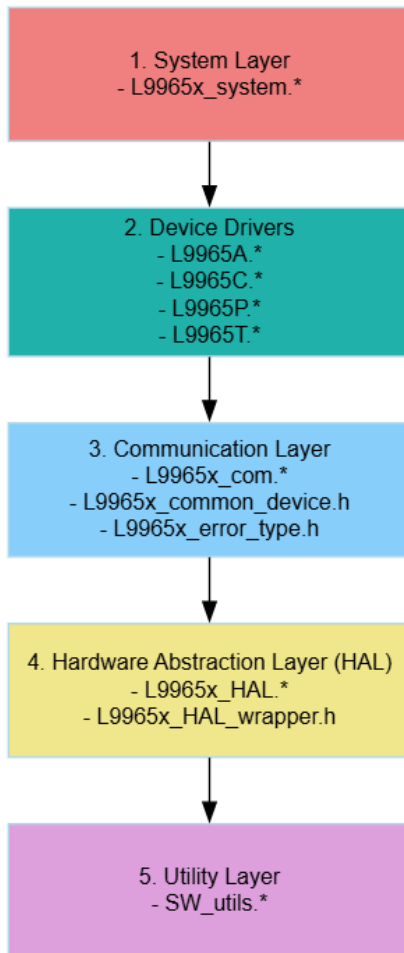 1. System Layer
- L9965x_system.*
2. Device Drivers
- L9965A.*
- L9965C.*
- L9965P.*
- L9965T.*
3. Communication Layer
- L9965x_com.*
- L9965x_common_device.h
- L9965x_error_type.h
4. Hardware Abstraction Layer (HAL)
- L9965x_HAL.*
- L9965x_HAL_wrapper.h
5. Utility Layer
- SW_utils.*